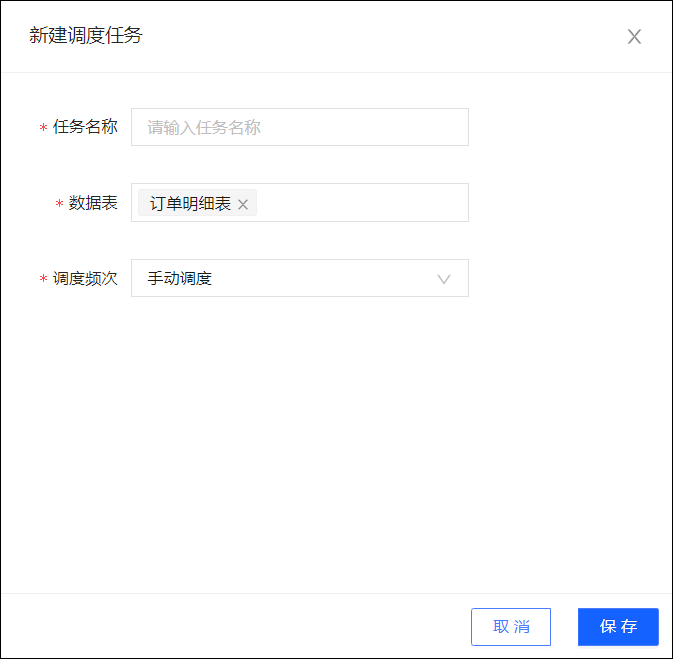 新建调度任务
* 任务名称 请输入任务名称
* 数据表 订单明细表
* 调度频次 手动调度
取消 保存